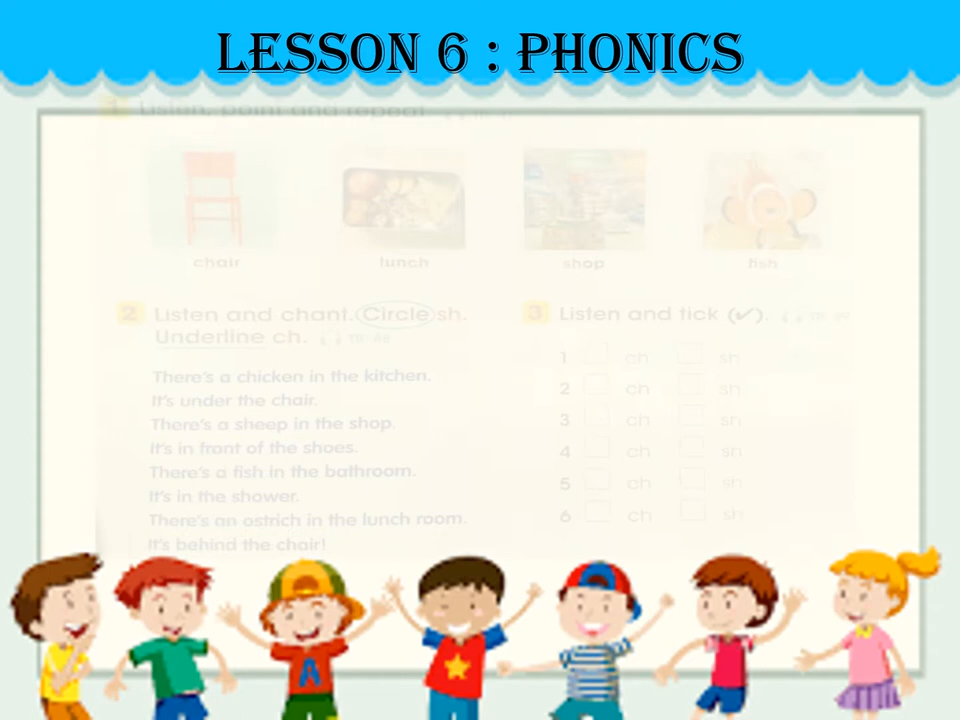 LESSON 6 : PHONICS
1 Listen, point and repeat.
chair lunch shop fish
2 Listen and chant. Circle sh.
Underline ch.
There's a chicken in the kitchen.
It's under the chair.
There's a sheep in the shop.
It's in front of the shoes.
There's a fish in the bathroom.
It's in the shower.
There's an ostrich in the lunch room.
It's behind the chair!
3 Listen and tick (✔).
1 ch sh
2 ch sh
3 ch sh
4 ch sh
5 ch sh
6 ch sh
A